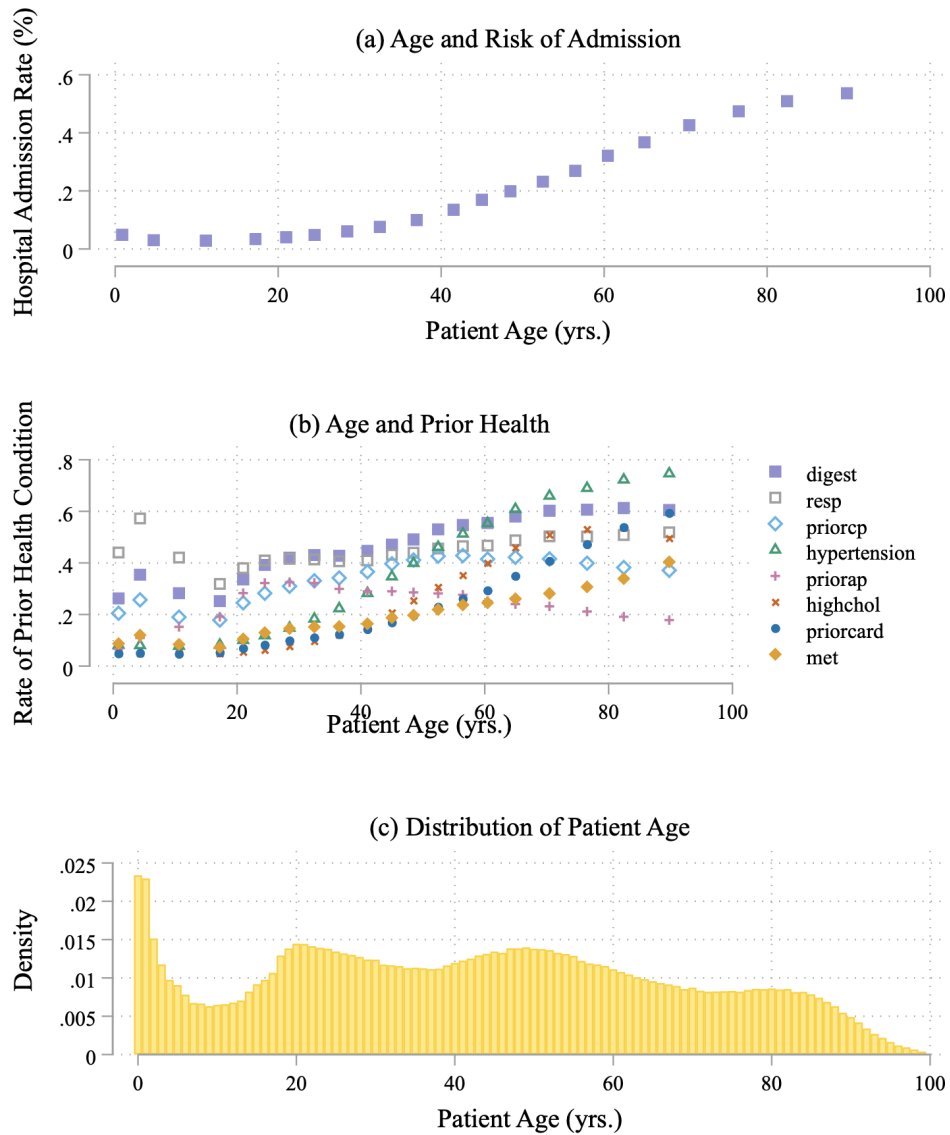 (a) Age and Risk of Admission
Hospital Admission Rate (%)
.6
.4
.2
0
0 20 40 60 80 100
Patient Age (yrs.)
(b) Age and Prior Health
Rate of Prior Health Condition
.8
.6
.4
.2
0
0 20 40 60 80 100
Patient Age (yrs.)
digest
resp
priorcp
hypertension
priorap
highchol
priorcard
met
(c) Distribution of Patient Age
Density
.025
.02
.015
.01
.005
0
0 20 40 60 80 100
Patient Age (yrs.)